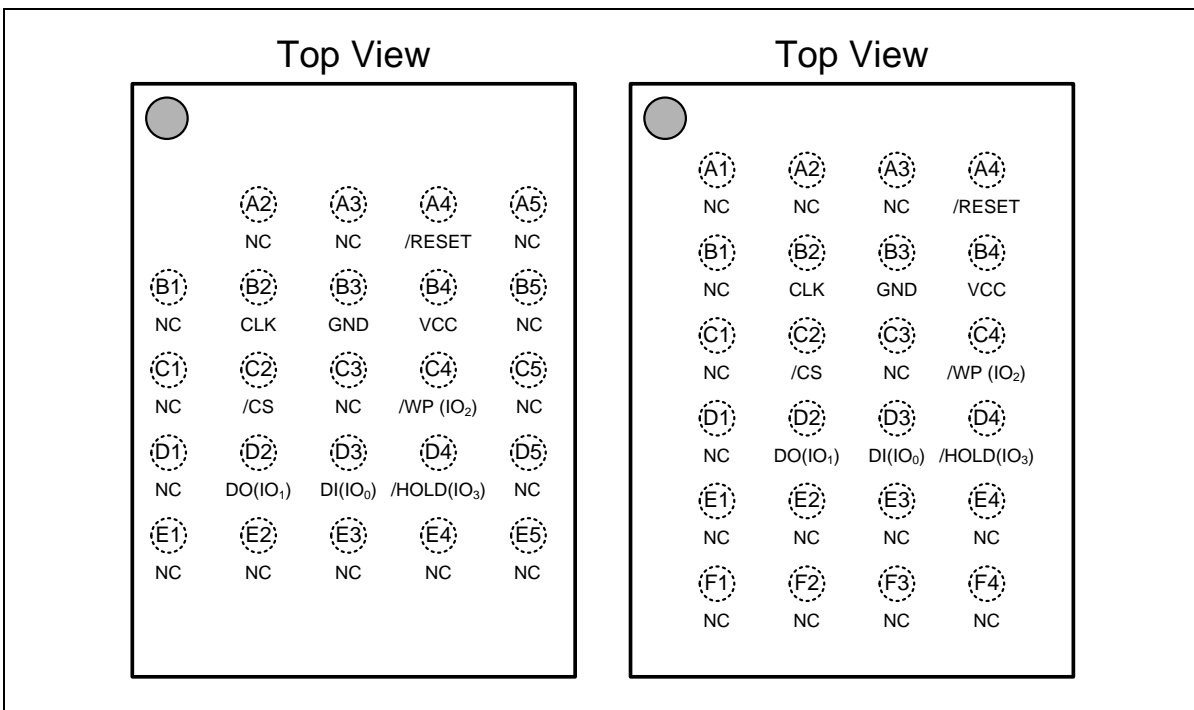 Top View
A2 A3 A4 A5
NC NC /RESET NC
B1 B2 B3 B4 B5
NC CLK GND VCC NC
C1 C2 C3 C4 C5
NC /CS NC /WP (IO₂) NC
D1 D2 D3 D4 D5
NC DO(IO₁) DI(IO₀) /HOLD(IO₃) NC
E1 E2 E3 E4 E5
NC NC NC NC NC
Top View
A1 A2 A3 A4
NC NC NC /RESET
B1 B2 B3 B4
NC CLK GND VCC
C1 C2 C3 C4
NC /CS NC /WP (IO₂)
D1 D2 D3 D4
NC DO(IO₁) DI(IO₀) /HOLD(IO₃)
E1 E2 E3 E4
NC NC NC NC
F1 F2 F3 F4
NC NC NC NC